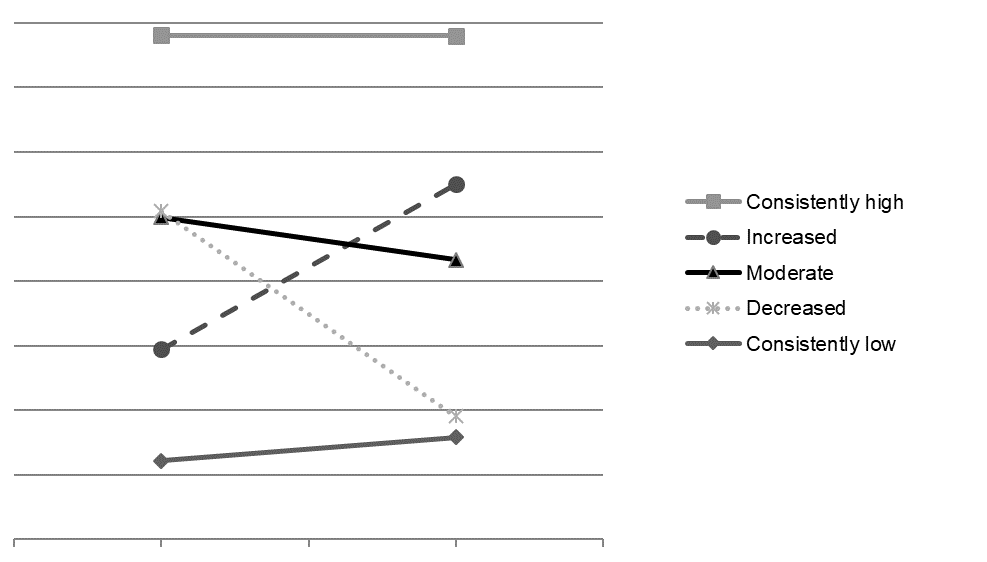 Consistently high
Increased
Moderate
Decreased
Consistently low